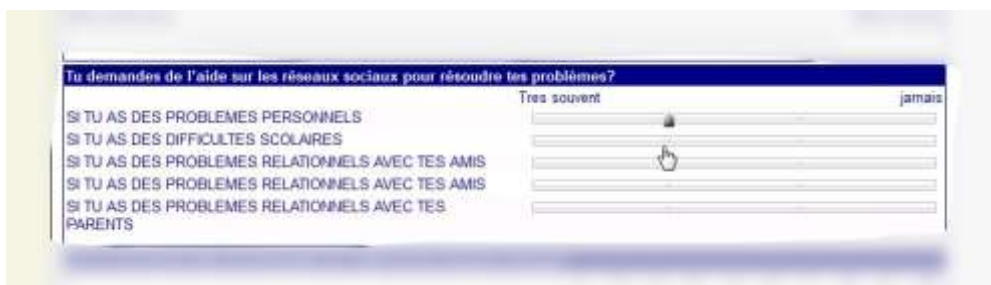 Tu demandes de l'aide sur les réseaux sociaux pour résoudre tes problèmes?
Tres souvent jamais
SI TU AS DES PROBLEMES PERSONNELS
SI TU AS DES DIFFICULTES SCOLAIRES
SI TU AS DES PROBLEMES RELATIONNELS AVEC TES AMIS
SI TU AS DES PROBLEMES RELATIONNELS AVEC TES AMIS
SI TU AS DES PROBLEMES RELATIONNELS AVEC TES
PARENTS